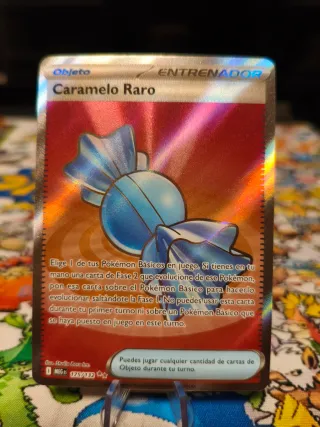 Objeto
ENTRENADOR
Caramelo Raro
Elige 1 de tus Pokémon Básicos en juego. Si tienes en tu
mano una carta de Fase 2 que evolucione de ese Pokémon,
pon esa carta sobre el Pokémon Básico para hacerlo
evolucionar, saltándote la Fase 1. No puedes usar esta carta
durante tu primer turno ni sobre un Pokémon Básico que
se haya puesto en juego en este turno.
Puedes jugar cualquier cantidad de cartas de
Objeto durante tu turno.
175/132